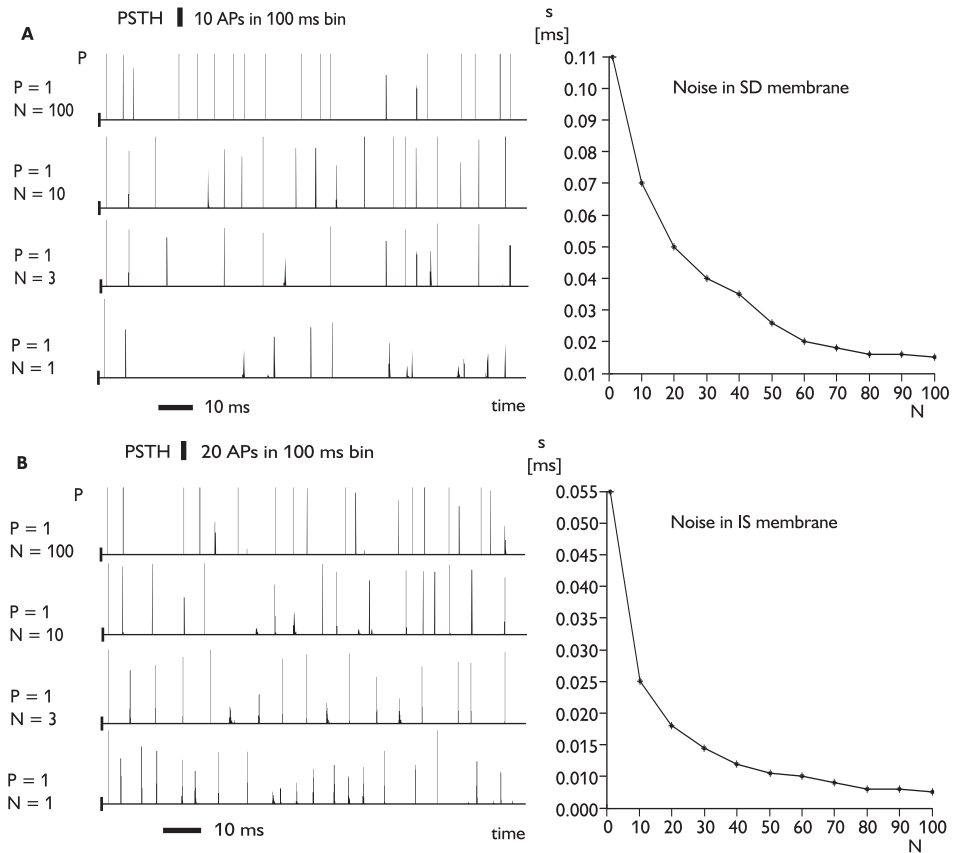 A
PSTH 10 APs in 100 ms bin
P
P = 1
N = 100
P = 1
N = 10
P = 1
N = 3
P = 1
N = 1
10 ms
time
s
[ms]
Noise in SD membrane
0.11
0.10
0.09
0.08
0.07
0.06
0.05
0.04
0.03
0.02
0.01
0 10 20 30 40 50 60 70 80 90 100
N
B
PSTH 20 APs in 100 ms bin
P
P = 1
N = 100
P = 1
N = 10
P = 1
N = 3
P = 1
N = 1
10 ms
time
s
[ms]
Noise in IS membrane
0.055
0.050
0.045
0.040
0.035
0.030
0.025
0.020
0.015
0.010
0.000
0 10 20 30 40 50 60 70 80 90 100
N